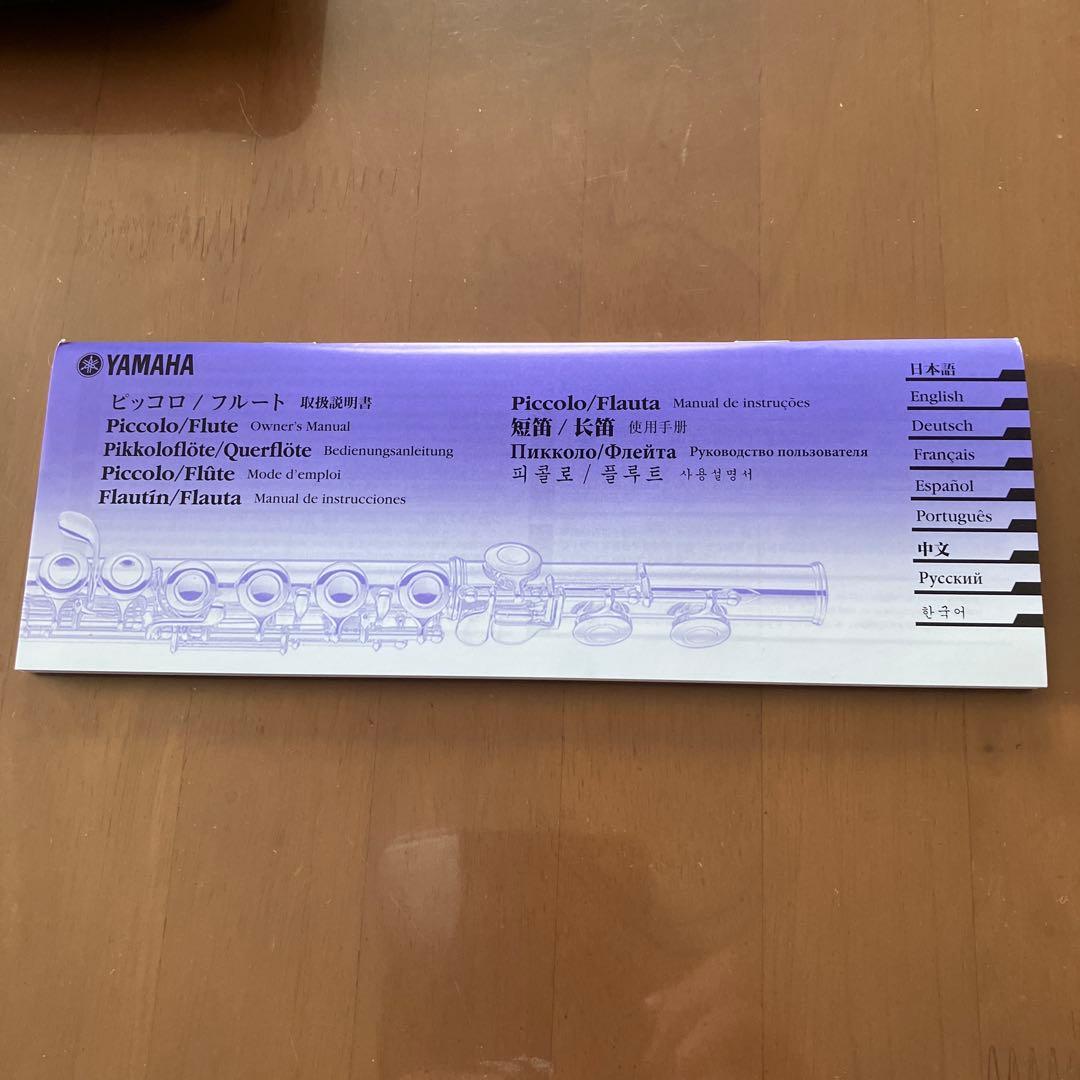 YAMAHA
ピッコロ / フルート 取扱説明書
Piccolo/Flute Owner's Manual
Pikkoloflöte/Querflöte Bedienungsanleitung
Piccolo/Flûte Mode d'emploi
Flautín/Flauta Manual de instrucciones
Piccolo/Flauta Manual de instruções
短笛 / 长笛 使用手册
Пикколо/Флейта Руководство пользователя
피콜로 / 플루트 사용설명서
日本語
English
Deutsch
Français
Español
Português
中文
Русский
한국어